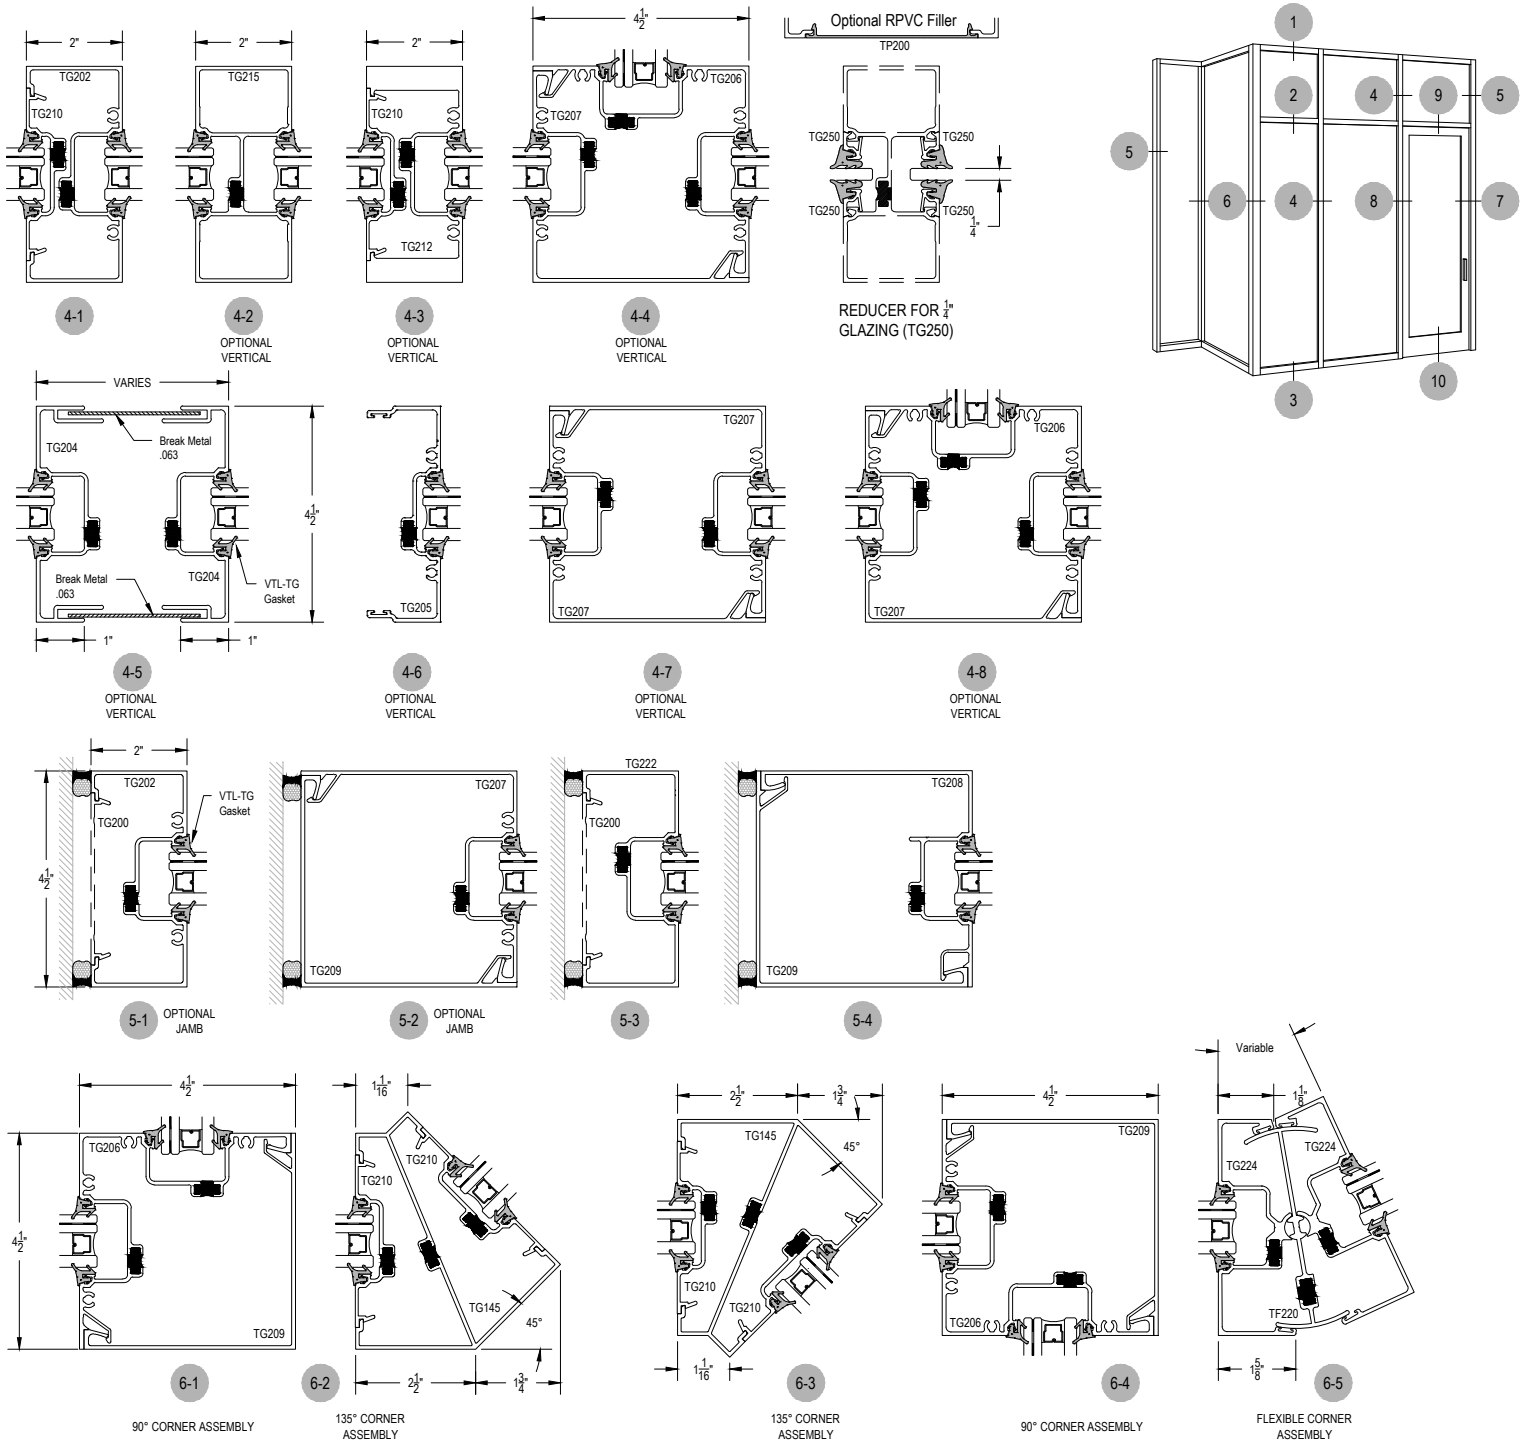 2"
TG202
TG210
4-1
2"
TG215
4-2
OPTIONAL
VERTICAL
2"
TG210
TG212
4-3
OPTIONAL
VERTICAL
4 1/2"
TG206
TG207
4-4
OPTIONAL
VERTICAL
Optional RPVC Filler
TP200
TG250
TG250
TG250
TG250
1/4"
REDUCER FOR 1/4"
GLAZING (TG250)
1
2
4
9
5
5
6
4
8
7
10
3
VARIES
TG204
Break Metal
.063
4 1/2"
TG204
Break Metal
.063
VTL-TG
Gasket
1"
1"
4-5
OPTIONAL
VERTICAL
TG205
4-6
OPTIONAL
VERTICAL
TG207
TG207
4-7
OPTIONAL
VERTICAL
TG206
TG207
4-8
OPTIONAL
VERTICAL
2"
TG202
TG200
VTL-TG
Gasket
4 1/2"
5-1
OPTIONAL
JAMB
TG207
TG209
5-2
OPTIONAL
JAMB
TG222
TG200
5-3
TG208
TG209
5-4
4 1/2"
TG206
4 1/2"
TG209
6-1
90° CORNER ASSEMBLY
1 1/16"
TG210
TG210
TG145
45°
2 1/2"
1 3/4"
6-2
135° CORNER
ASSEMBLY
2 1/2"
1 3/4"
TG145
45°
TG210
TG210
1 1/16"
6-3
135° CORNER
ASSEMBLY
4 1/2"
TG209
TG206
6-4
90° CORNER ASSEMBLY
Variable
1 1/8"
TG224
TG224
TF220
1 5/8"
6-5
FLEXIBLE CORNER
ASSEMBLY